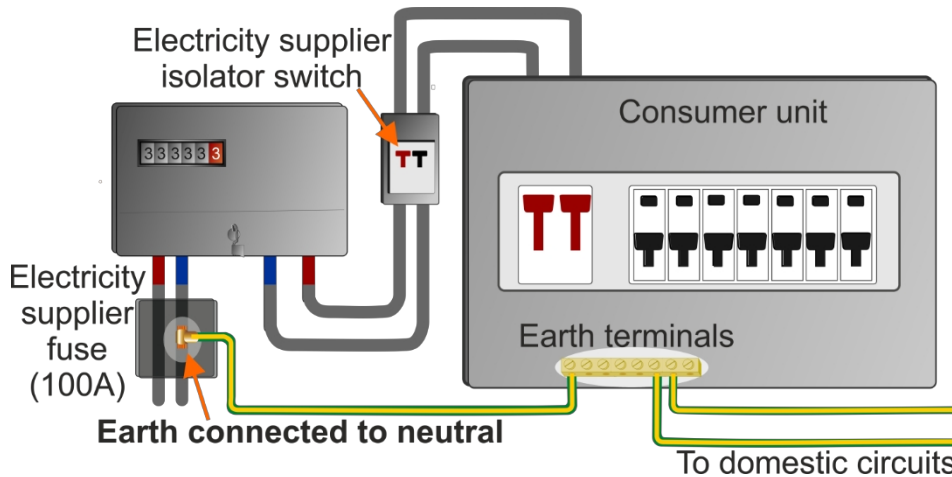 Electricity supplier
isolator switch
Consumer unit
333333
Electricity
supplier
fuse
(100A)
Earth terminals
Earth connected to neutral
To domestic circuits